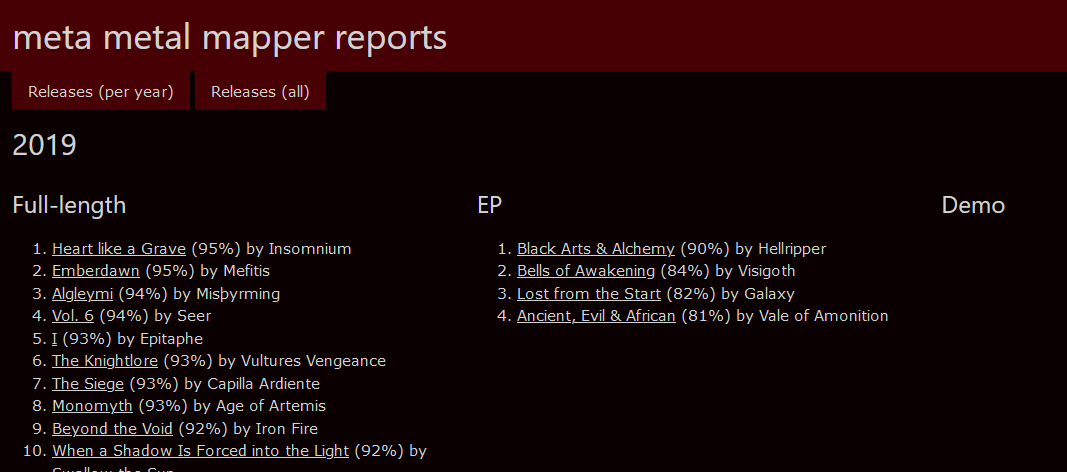 meta metal mapper reports
Releases (per year)
Releases (all)
2019
Full-length
1. Heart like a Grave (95%) by Insomnium
2. Emberdawn (95%) by Mefitis
3. Algleymi (94%) by Misþyrming
4. Vol. 6 (94%) by Seer
5. I (93%) by Epitaphe
6. The Knightlore (93%) by Vultures Vengeance
7. The Siege (93%) by Capilla Ardiente
8. Monomyth (93%) by Age of Artemis
9. Beyond the Void (92%) by Iron Fire
10. When a Shadow Is Forced into the Light (92%) by
Swallow the Sun
EP
1. Black Arts & Alchemy (90%) by Hellripper
2. Bells of Awakening (84%) by Visigoth
3. Lost from the Start (82%) by Galaxy
4. Ancient, Evil & African (81%) by Vale of Amonition
Demo